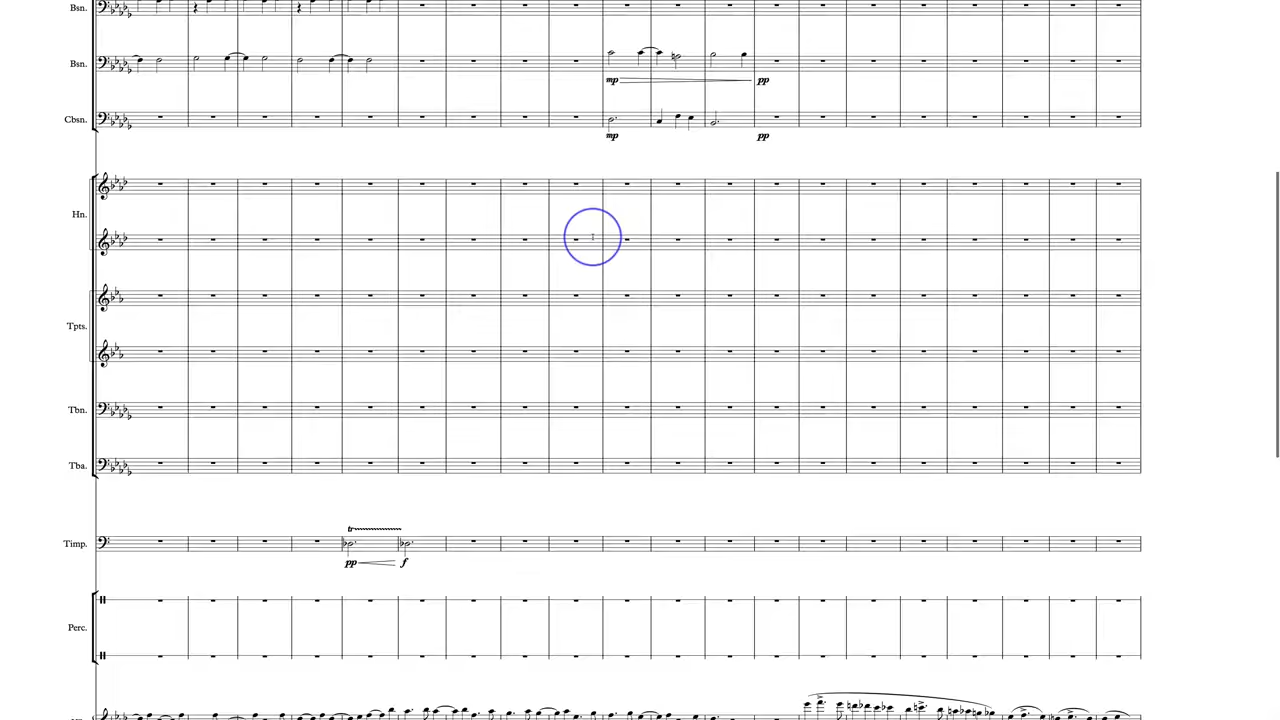 Bsn.
Bsn.
mp pp
Cbsn.
mp pp
Hn.
Tpts.
Tbn.
Tba.
tr
Timp.
pp f
Perc.